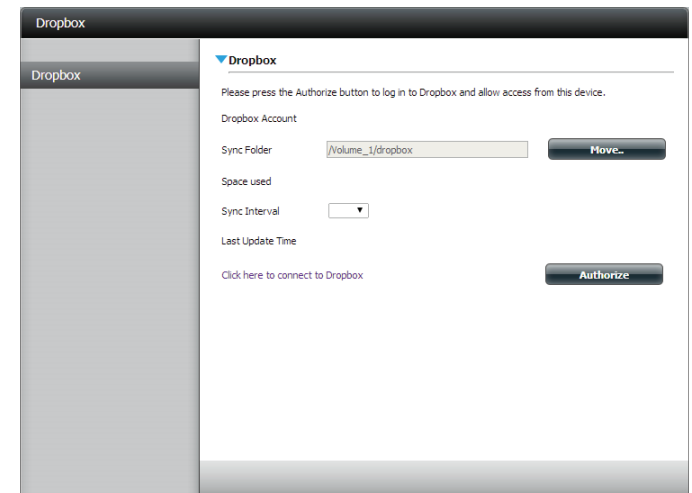 Dropbox
Dropbox
Dropbox
Please press the Authorize button to log in to Dropbox and allow access from this device.
Dropbox Account
Sync Folder /Volume_1/dropbox Move..
Space used
Sync Interval
Last Update Time
Click here to connect to Dropbox Authorize